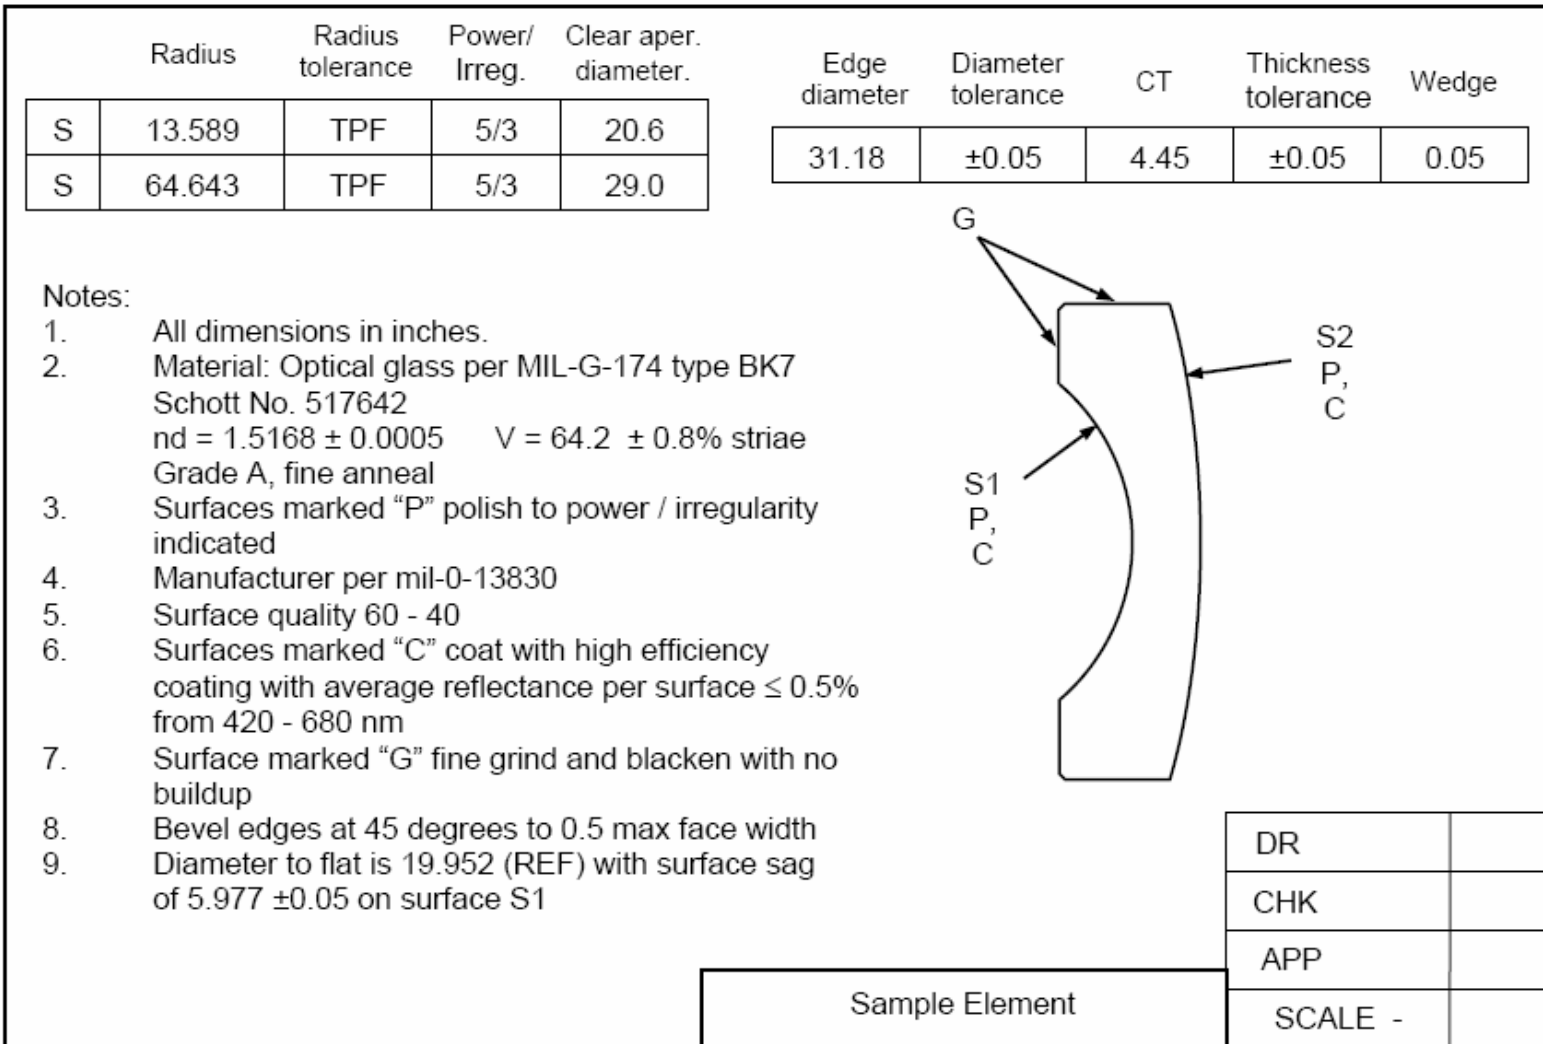 Radius Radius tolerance Power/ Irreg. Clear aper. diameter.
S 13.589 TPF 5/3 20.6
S 64.643 TPF 5/3 29.0
Edge diameter Diameter tolerance CT Thickness tolerance Wedge
31.18 ±0.05 4.45 ±0.05 0.05
Notes:
1. All dimensions in inches.
2. Material: Optical glass per MIL-G-174 type BK7
Schott No. 517642
nd = 1.5168 ± 0.0005 V = 64.2 ± 0.8% striae
Grade A, fine anneal
3. Surfaces marked “P” polish to power / irregularity
indicated
4. Manufacturer per mil-0-13830
5. Surface quality 60 - 40
6. Surfaces marked “C” coat with high efficiency
coating with average reflectance per surface ≤ 0.5%
from 420 - 680 nm
7. Surface marked “G” fine grind and blacken with no
buildup
8. Bevel edges at 45 degrees to 0.5 max face width
9. Diameter to flat is 19.952 (REF) with surface sag
of 5.977 ±0.05 on surface S1
G
S2
P,
C
S1
P,
C
DR
CHK
APP
SCALE -
Sample Element